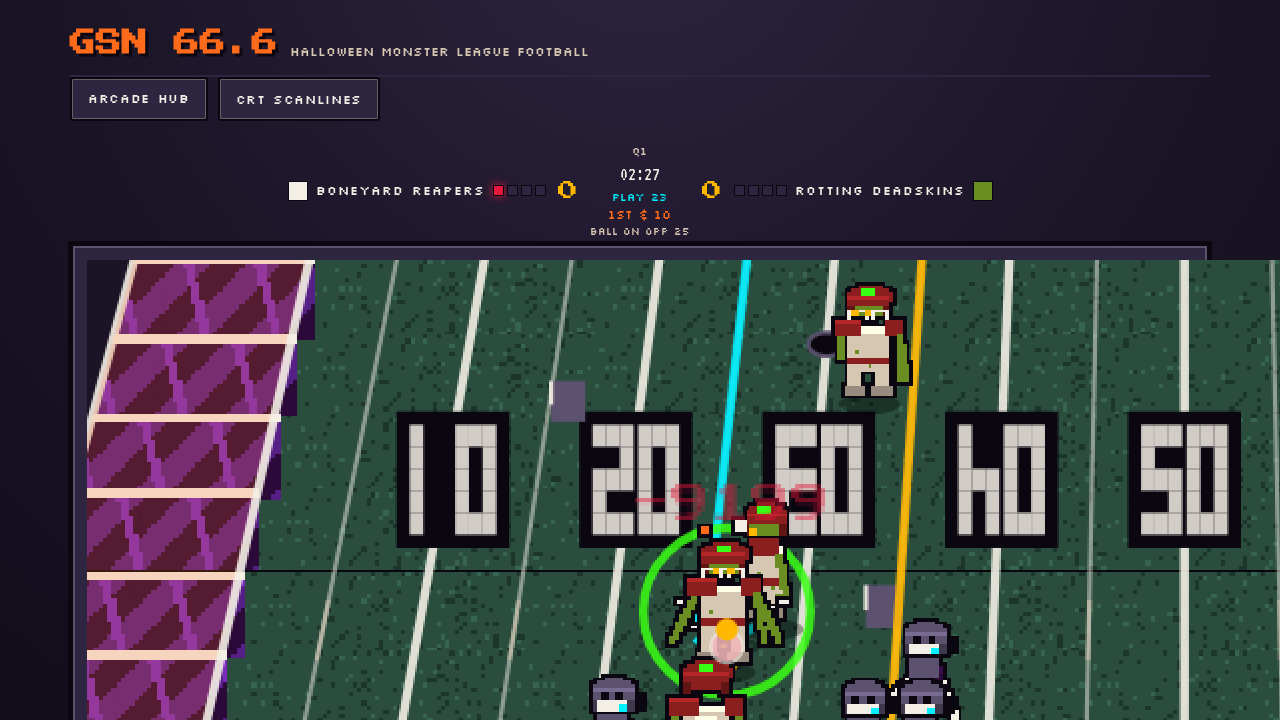 GSN 66.6
HALLOWEEN MONSTER LEAGUE FOOTBALL
ARCADE HUB
CRT SCANLINES
Q1
BONEYARD REAPERS 0
02:27
0 ROTTING DEADSKINS
PLAY 23
1ST & 10
BALL ON OPP 25
10 20 50 40 50